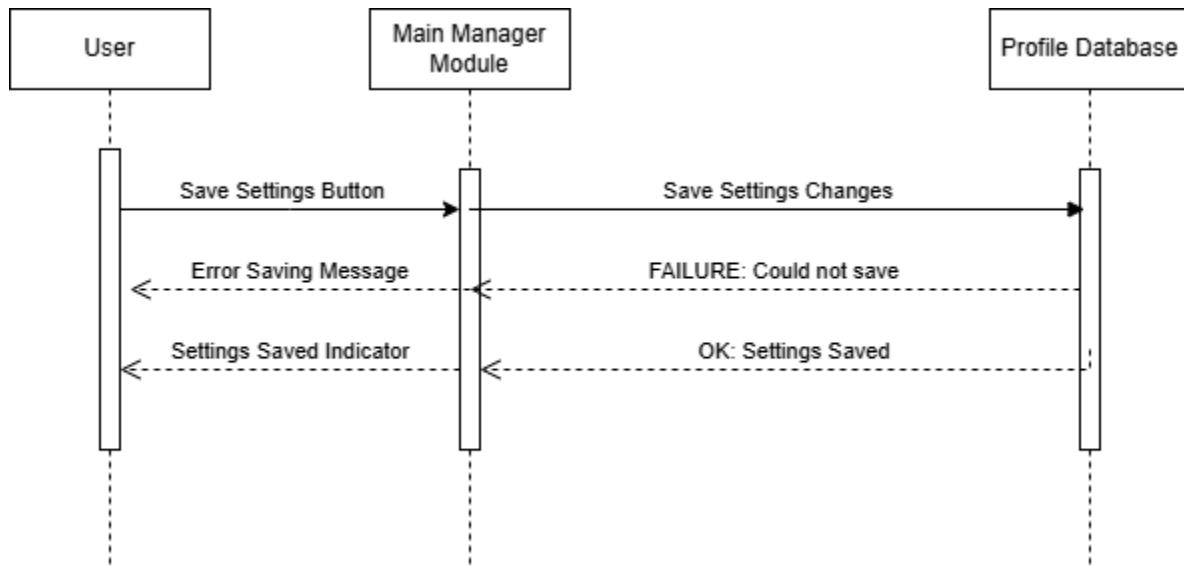 User
Main Manager
Module
Profile Database
Save Settings Button
Save Settings Changes
Error Saving Message
FAILURE: Could not save
Settings Saved Indicator
OK: Settings Saved